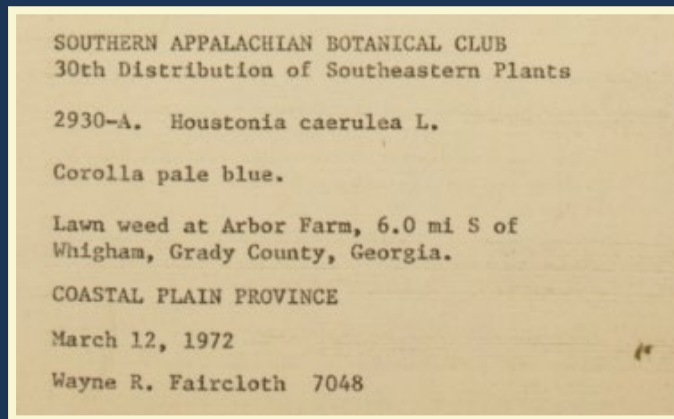 SOUTHERN APPALACHIAN BOTANICAL CLUB
30th Distribution of Southeastern Plants
2930-A. Houstonia caerulea L.
Corolla pale blue.
Lawn weed at Arbor Farm, 6.0 mi S of
Whigham, Grady County, Georgia.
COASTAL PLAIN PROVINCE
March 12, 1972
Wayne R. Faircloth 7048